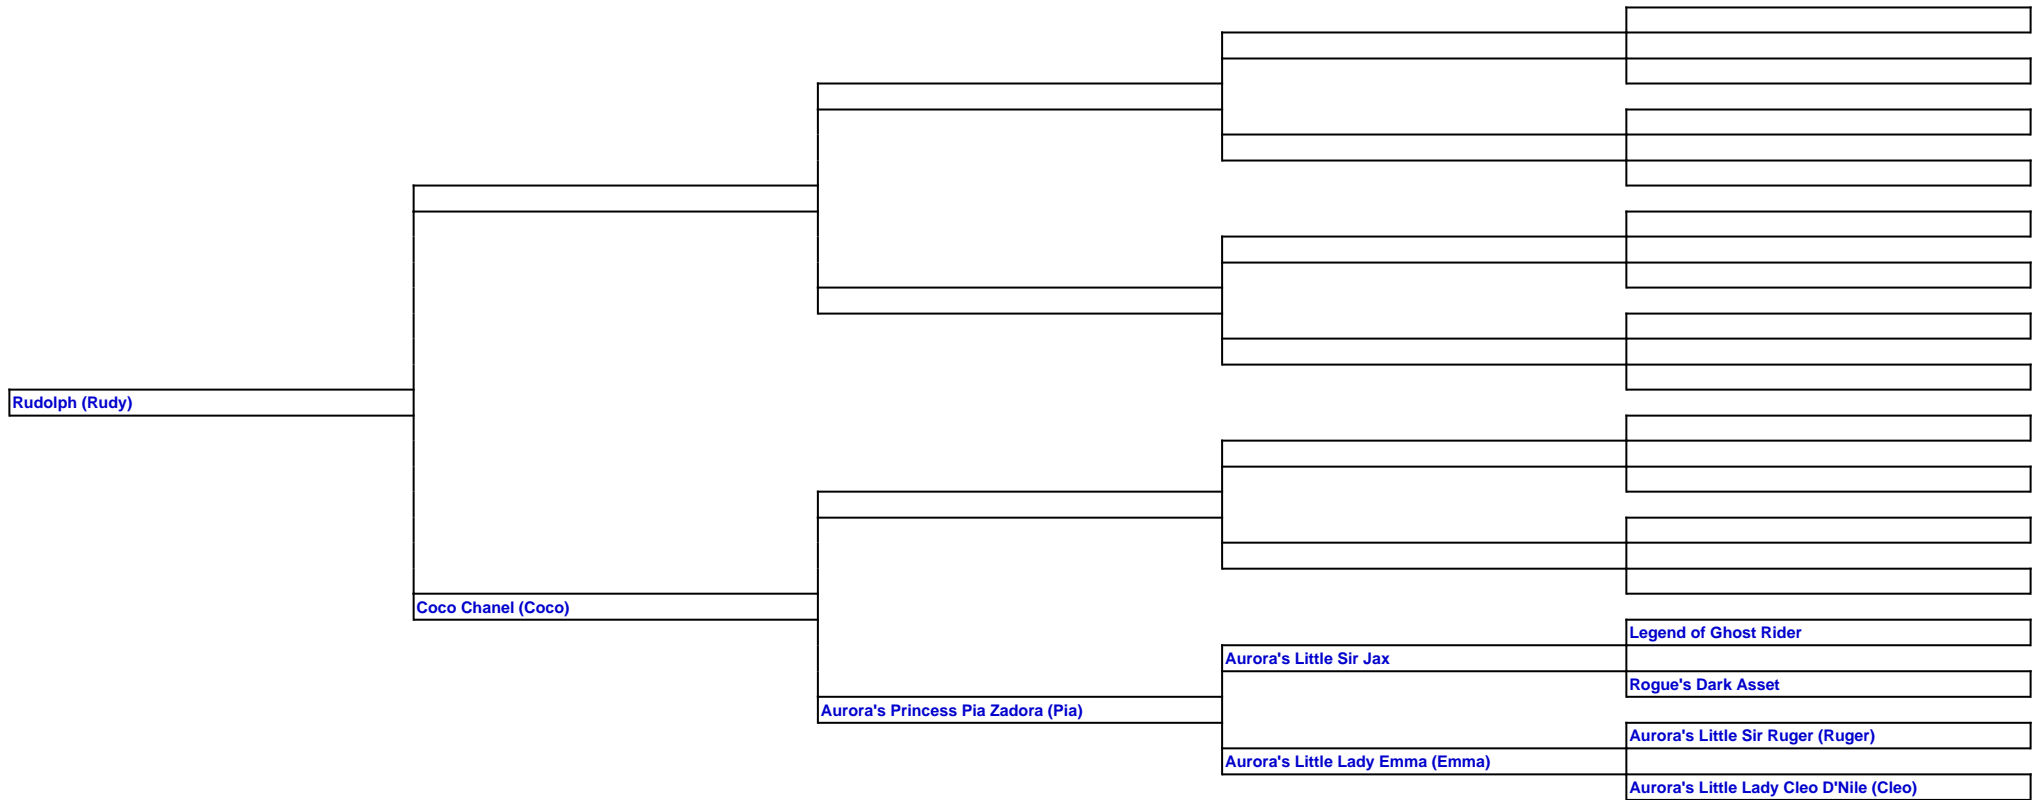 Rudolph (Rudy)
Coco Chanel (Coco)
Legend of Ghost Rider
Aurora's Little Sir Jax
Rogue's Dark Asset
Aurora's Princess Pia Zadora (Pia)
Aurora's Little Sir Ruger (Ruger)
Aurora's Little Lady Emma (Emma)
Aurora's Little Lady Cleo D'Nile (Cleo)